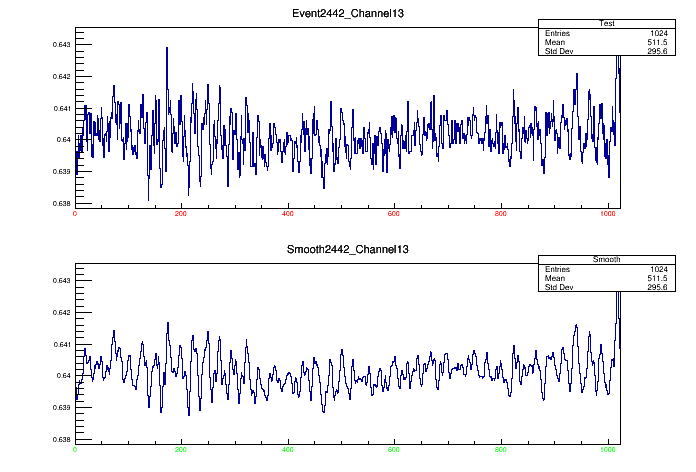 Event2442_Channel13
Test
Entries 1024
Mean 511.5
Std Dev 295.6
0.643
0.642
0.641
0.64
0.639
0.638
0 200 400 600 800 1000
Smooth2442_Channel13
Smooth
Entries 1024
Mean 511.5
Std Dev 295.6
0.643
0.642
0.641
0.64
0.639
0.638
0 200 400 600 800 1000